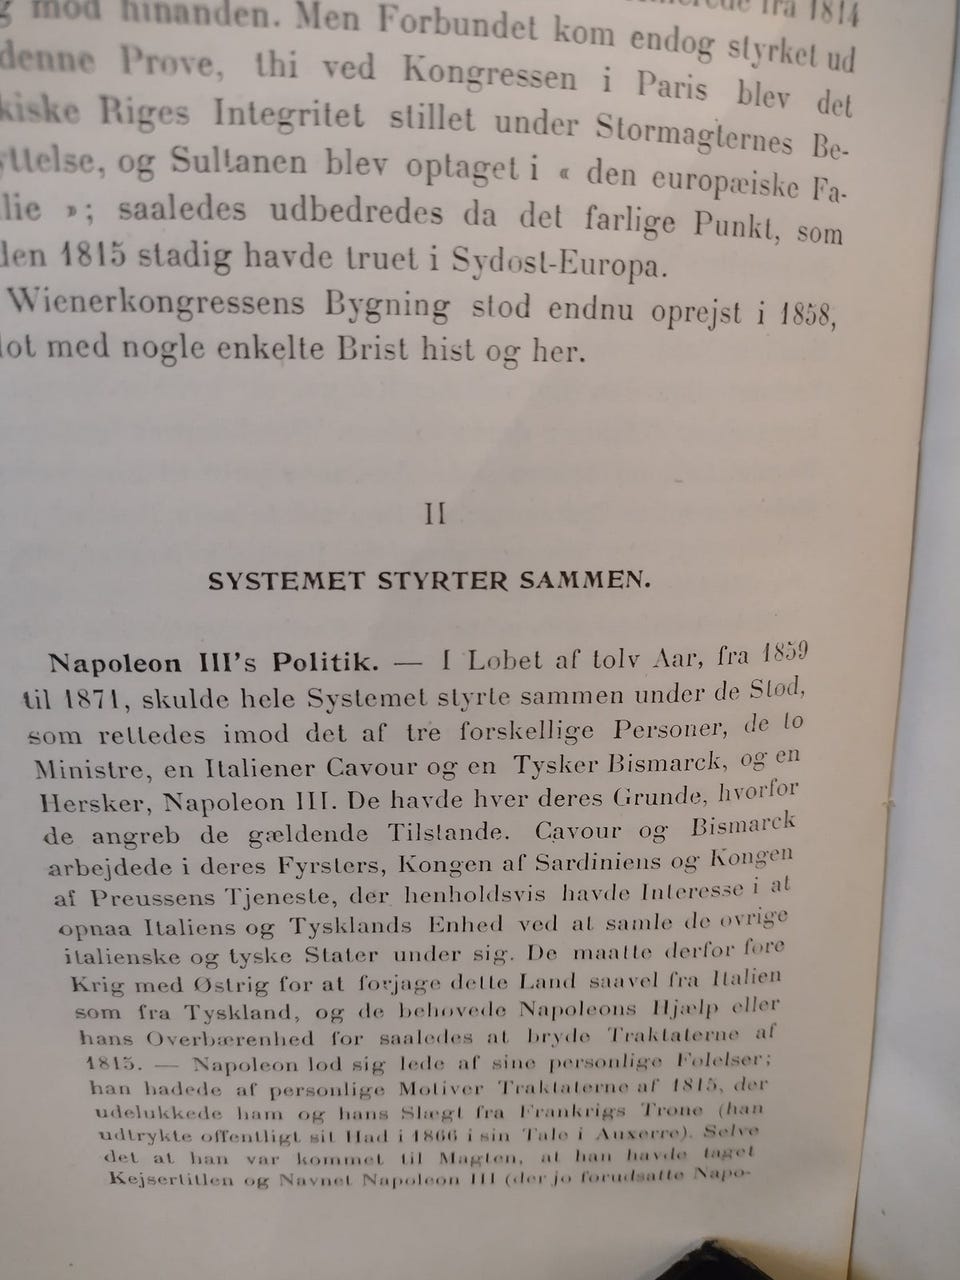 mod hinanden. Men Forbundet kom endog styrket ud
denne Prove, thi ved Kongressen i Paris blev det
kiske Riges Integritet stillet under Stormagternes Be-
yttelse, og Sultanen blev optaget i « den europæiske Fa-
lie »; saaledes udbedredes da det farlige Punkt, som
den 1815 stadig havde truet i Sydost-Europa.
Wienerkongressens Bygning stod endnu oprejst i 1858,
lot med nogle enkelte Brist hist og her.
II
SYSTEMET STYRTER SAMMEN.
Napoleon III's Politik. — I Lobet af tolv Aar, fra 1859
til 1871, skulde hele Systemet styrte sammen under de Stod,
som rettedes imod det af tre forskellige Personer, de to
Ministre, en Italiener Cavour og en Tysker Bismarck, og en
Hersker, Napoleon III. De havde hver deres Grunde, hvorfor
de angreb de gældende Tilstande. Cavour og Bismarck
arbejdede i deres Fyrsters, Kongen af Sardiniens og Kongen
af Preussens Tjeneste, der henholdsvis havde Interesse i at
opnaa Italiens og Tysklands Enhed ved at samle de ovrige
italienske og tyske Stater under sig. De maatte derfor fore
Krig med Østrig for at forjage dette Land saavel fra Italien
som fra Tyskland, og de behovede Napoleons Hjælp eller
hans Overbærenhed for saaledes at bryde Traktaterne af
1815. — Napoleon lod sig lede af sine personlige Folelser;
han hadede af personlige Motiver Traktaterne af 1815, der
udelukkede ham og hans Slægt fra Frankrigs Trone (han
udtrykte offentligt sit Had i 1866 i sin Tale i Auxerre). Selve
det at han var kommet til Magten, at han havde taget
Kejsertitlen og Navnet Napoleon III (der jo forudsatte Napo-